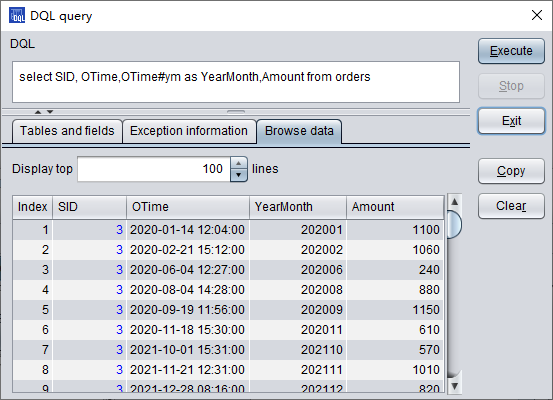 DQL query
DQL
select SID, OTime,OTime#ym as YearMonth,Amount from orders
Execute
Stop
Exit
Copy
Clear
Tables and fields Exception information Browse data
Display top 100 lines
Index SID OTime YearMonth Amount
1 3 2020-01-14 12:04:00 202001 1100
2 3 2020-02-21 15:12:00 202002 1060
3 3 2020-06-04 12:27:00 202006 240
4 3 2020-08-04 14:28:00 202008 880
5 3 2020-09-19 11:56:00 202009 1150
6 3 2020-11-18 15:30:00 202011 610
7 3 2021-10-01 15:31:00 202110 570
8 3 2021-11-21 12:31:00 202111 1010
9 3 2021-12-28 08:16:00 202112 820